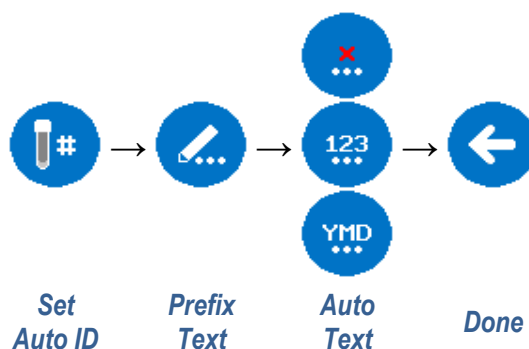 #
123
YMD
Set
Auto ID
Prefix
Text
Auto
Text
Done